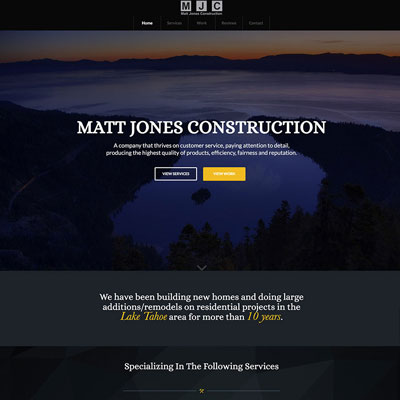 M J C
Matt Jones Construction
Home Services Work Reviews Contact
MATT JONES CONSTRUCTION
A company that thrives on customer service, paying attention to detail,
producing the highest quality of products, efficiency, fairness and reputation.
VIEW SERVICES VIEW WORK
We have been building new homes and doing large
additions/remodels on residential projects in the
Lake Tahoe area for more than 10 years.
Specializing In The Following Services